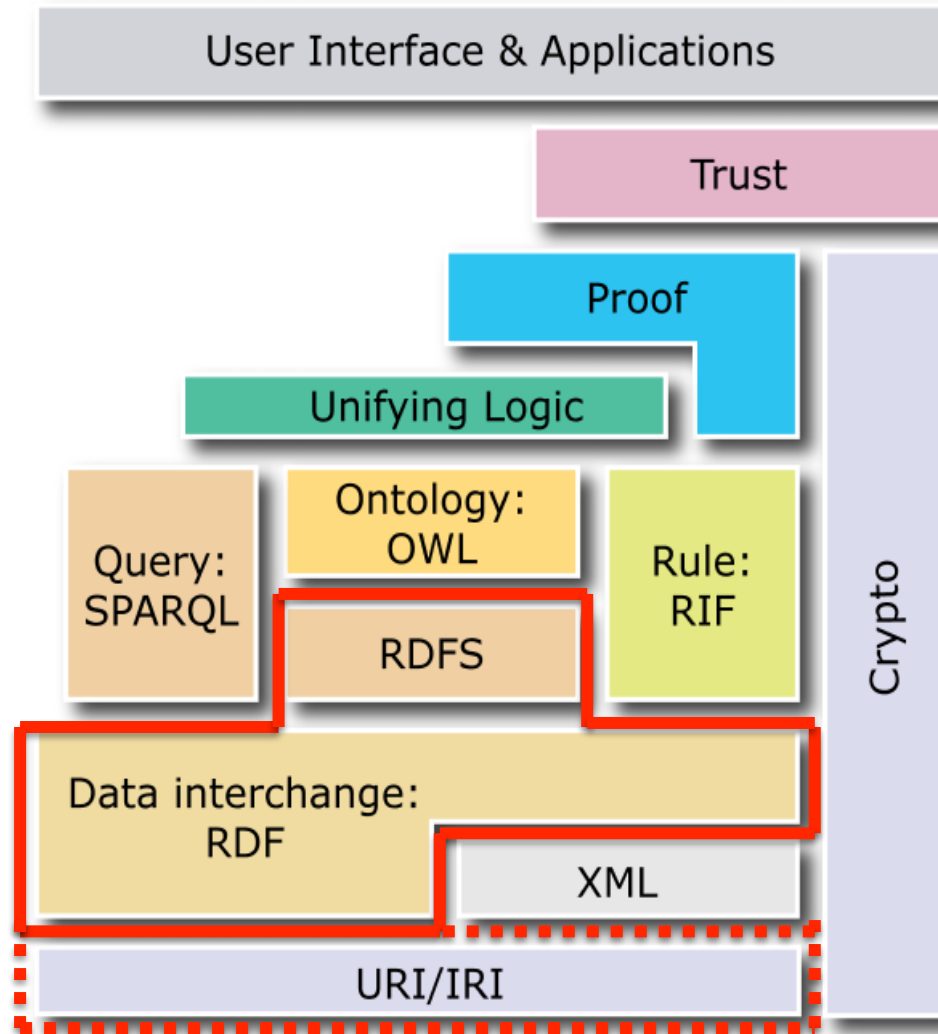 User Interface & Applications
Trust
Proof
Unifying Logic
Query:
SPARQL
Ontology:
OWL
Rule:
RIF
RDFS
Crypto
Data interchange:
RDF
XML
URI/IRI